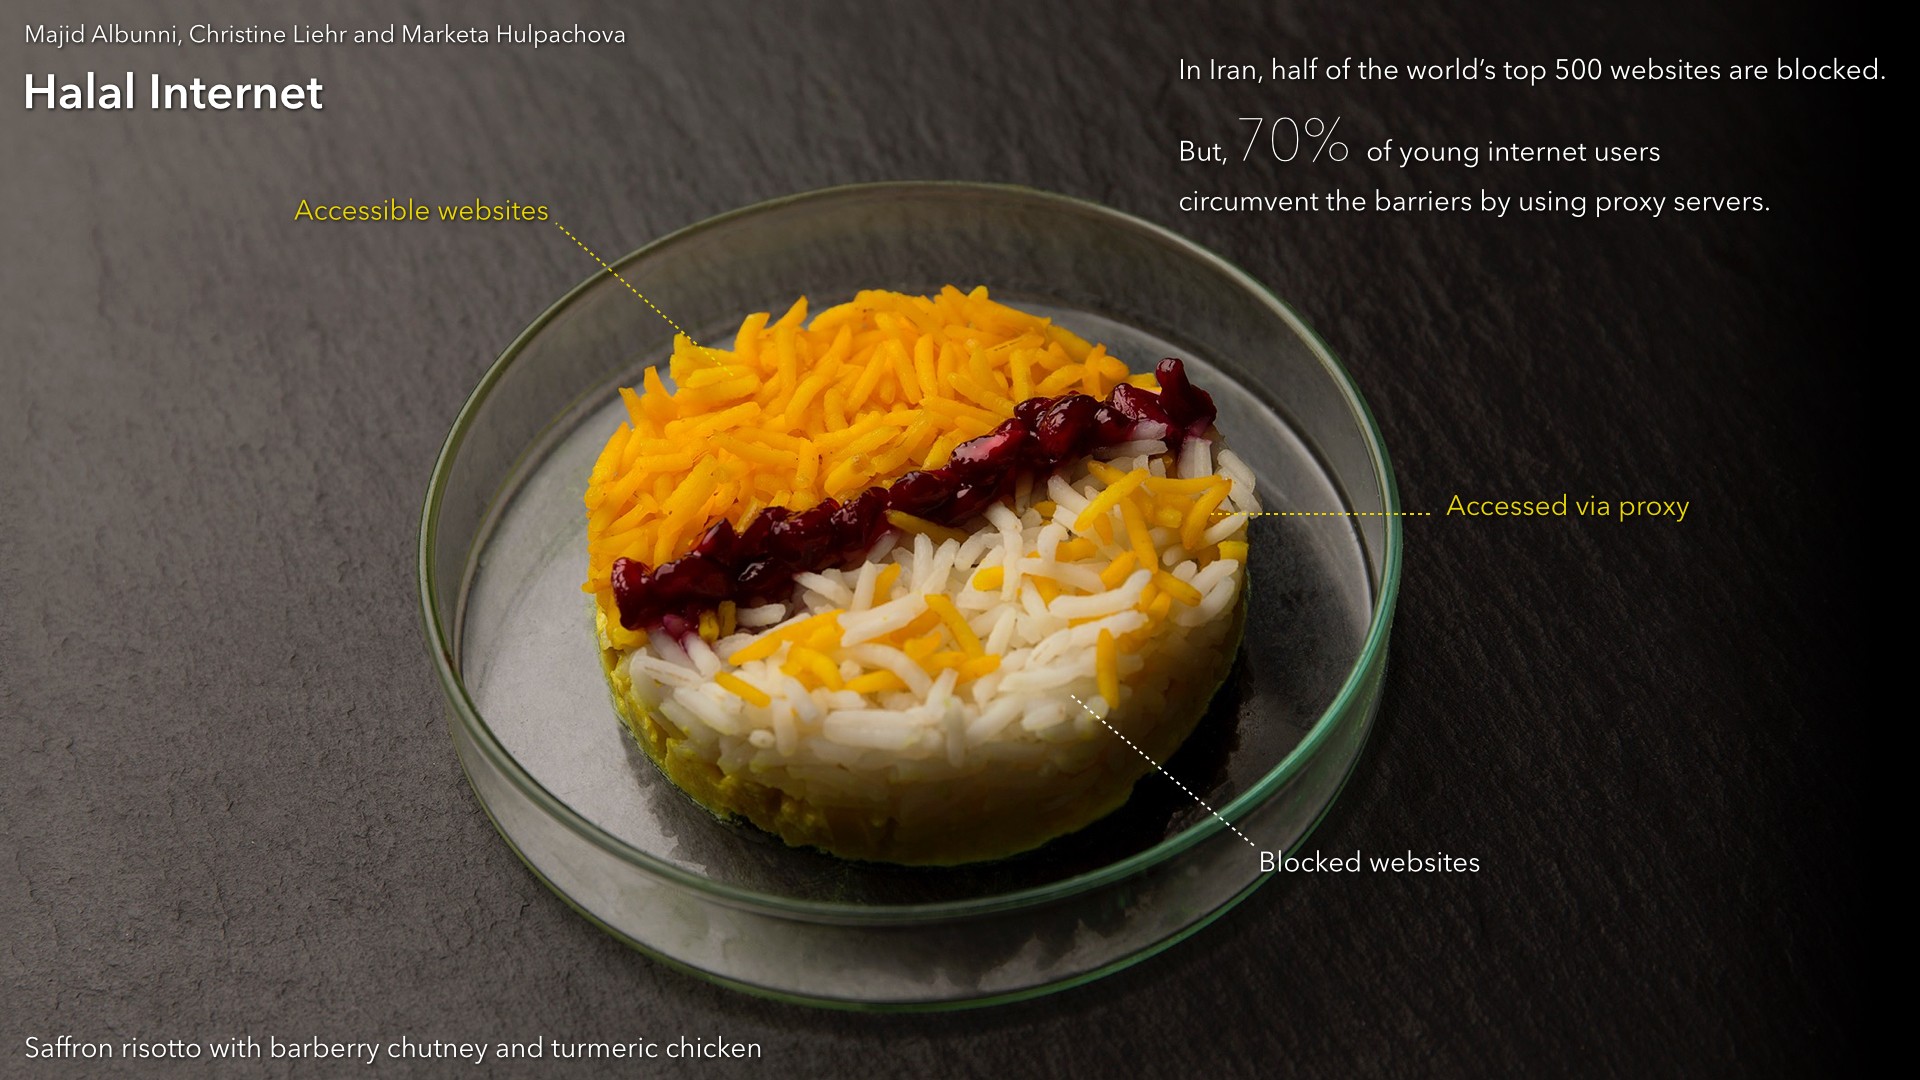 Majid Albunni, Christine Liehr and Marketa Hulpachova
Halal Internet
In Iran, half of the world's top 500 websites are blocked.
But, 70% of young internet users
circumvent the barriers by using proxy servers.
Accessible websites
Accessed via proxy
Blocked websites
Saffron risotto with barberry chutney and turmeric chicken